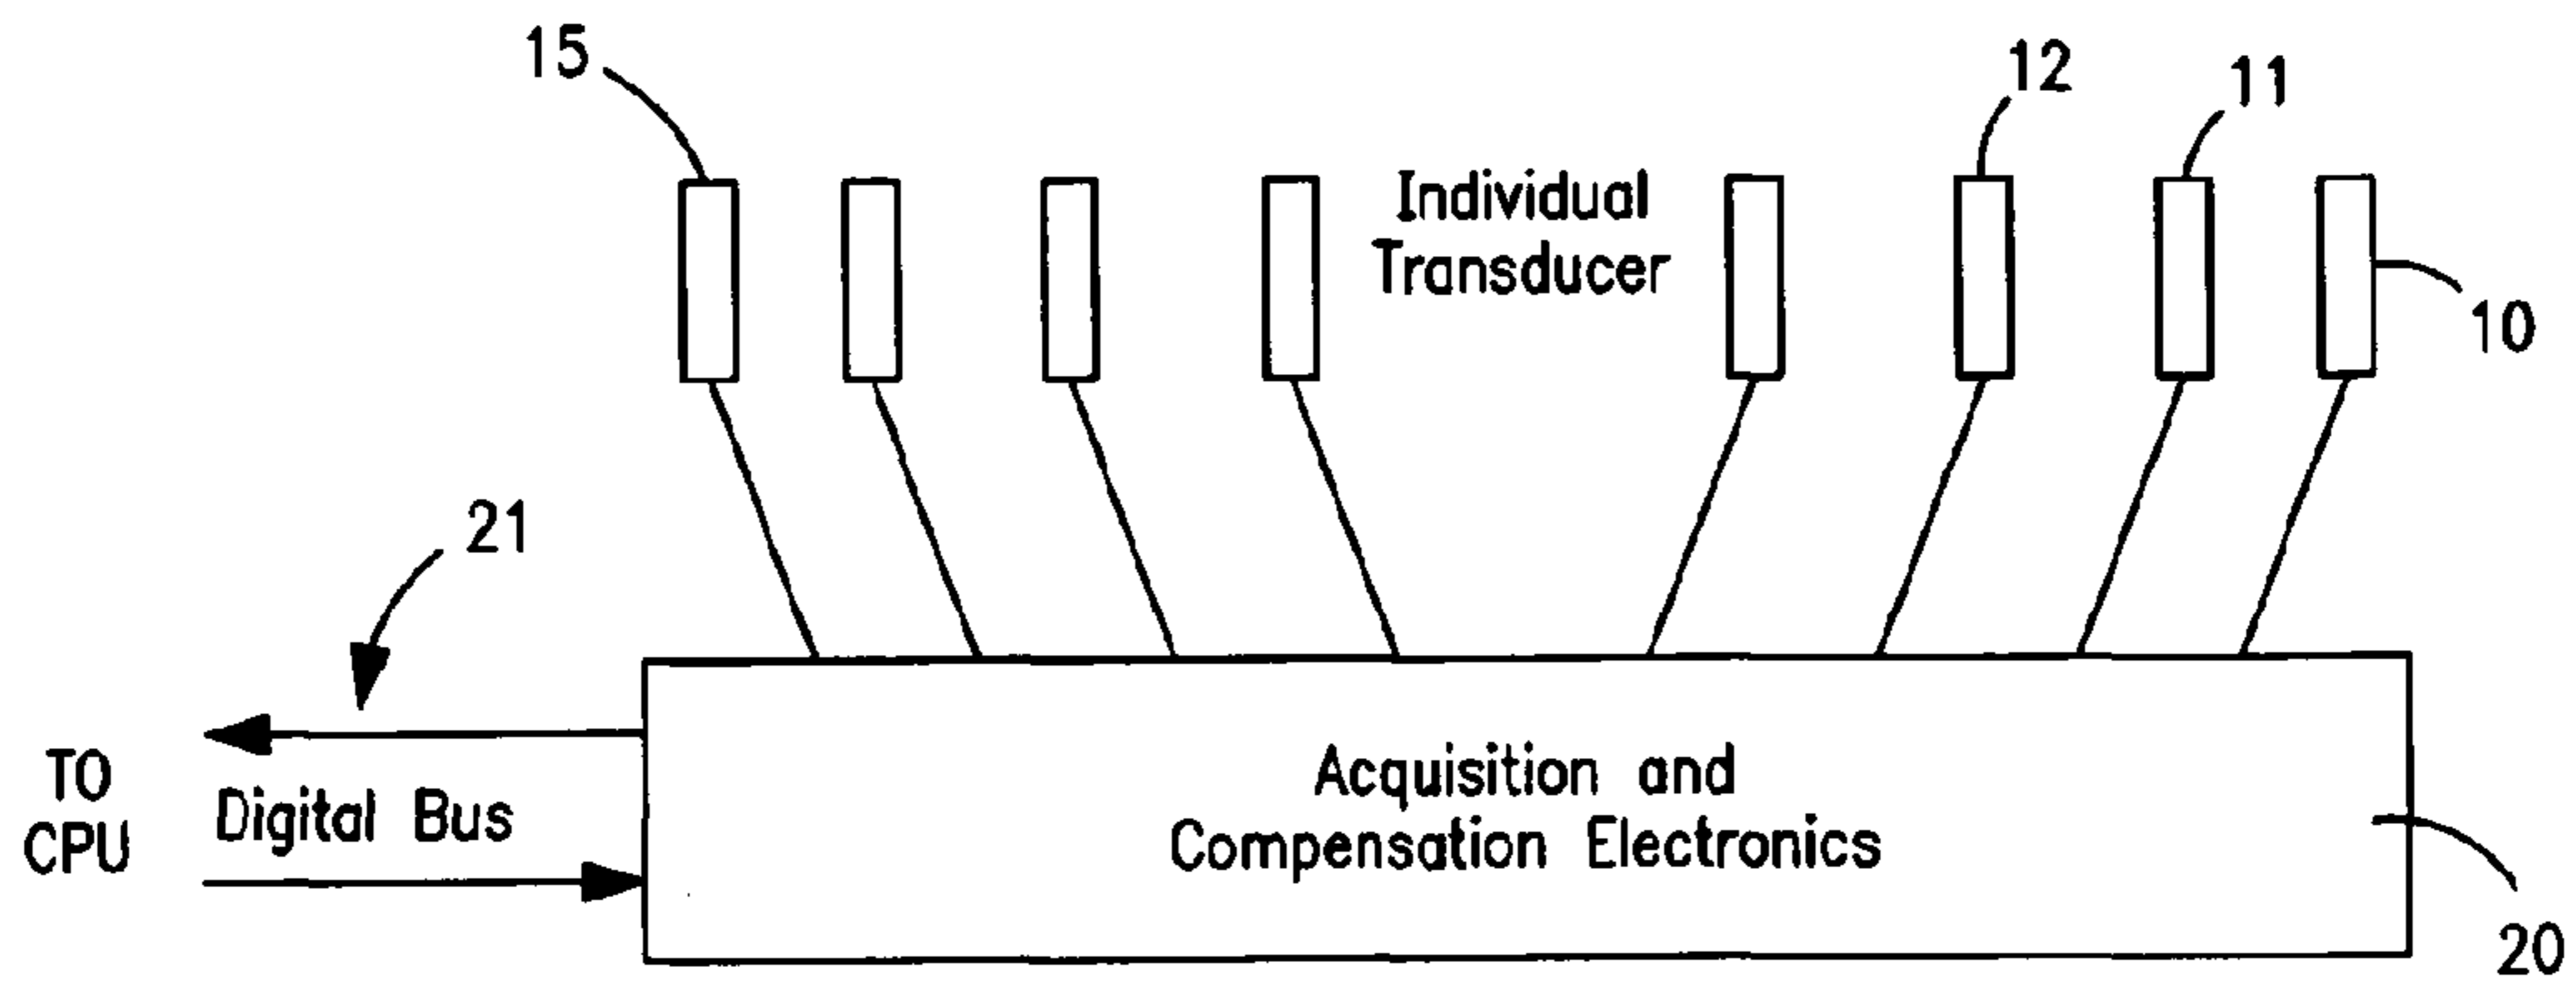 15
12
11
Individual
Transducer
10
21
TO
CPU
Digital Bus
Acquisition and
Compensation Electronics
20